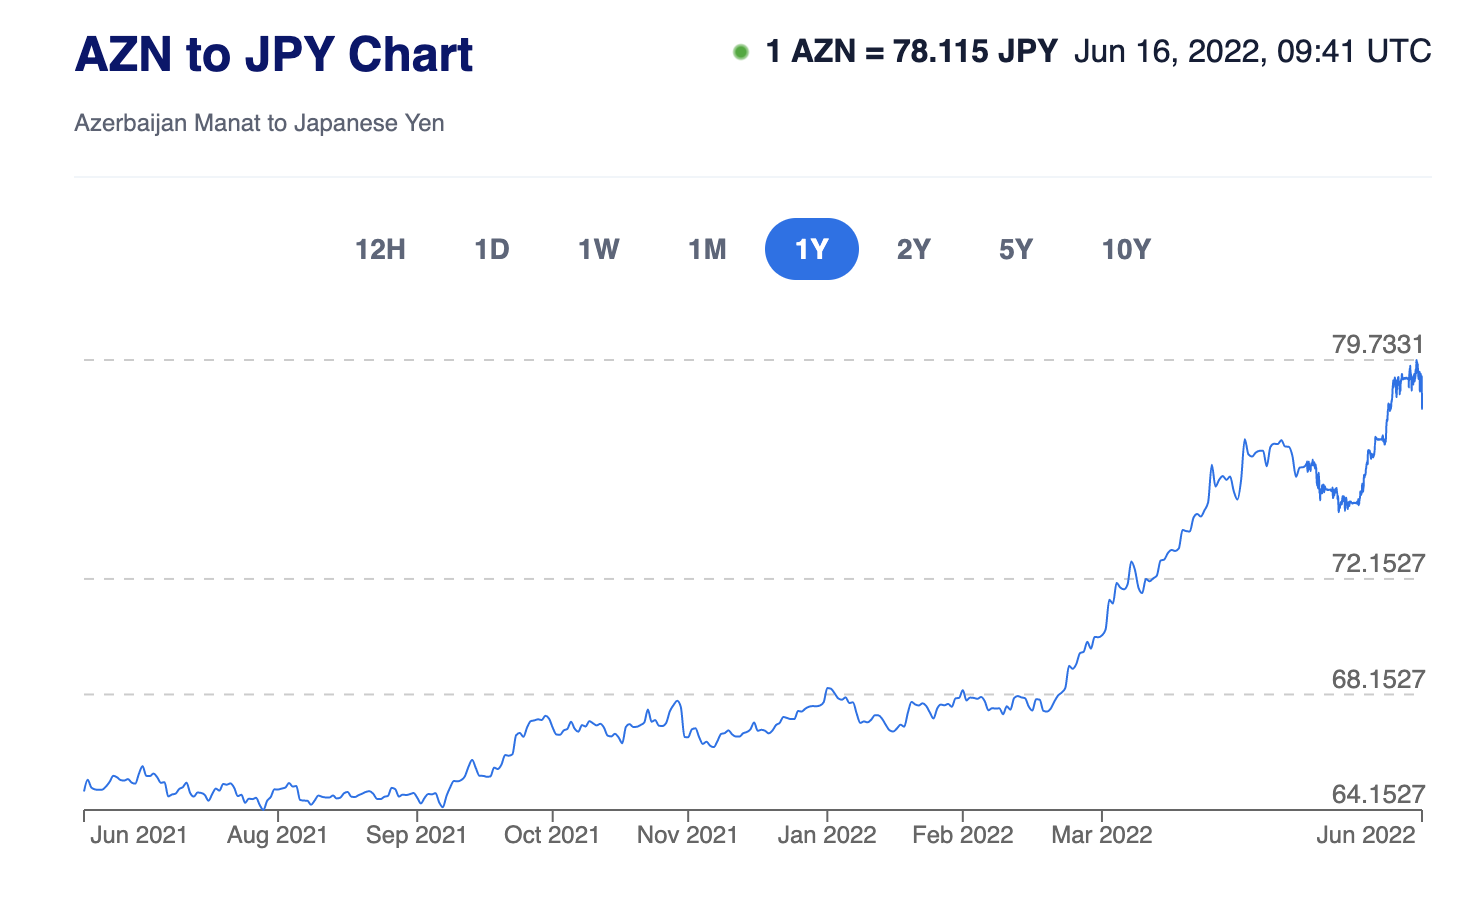 AZN to JPY Chart
1 AZN = 78.115 JPY Jun 16, 2022, 09:41 UTC
Azerbaijan Manat to Japanese Yen
12H 1D 1W 1M 1Y 2Y 5Y 10Y
79.7331
72.1527
68.1527
64.1527
Jun 2021 Aug 2021 Sep 2021 Oct 2021 Nov 2021 Jan 2022 Feb 2022 Mar 2022 Jun 2022